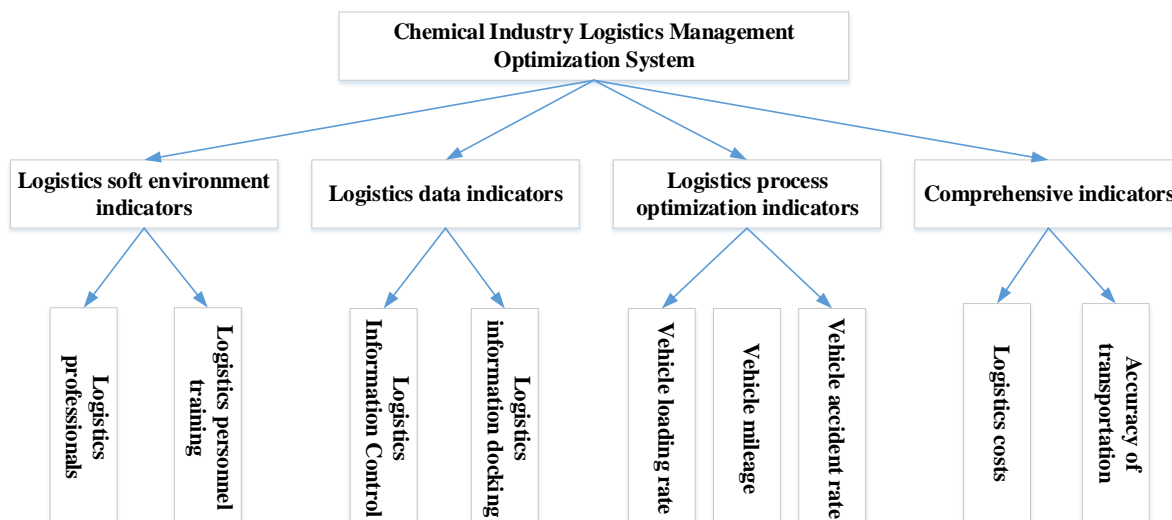 Chemical Industry Logistics Management
Optimization System
Logistics soft environment
indicators
Logistics data indicators
Logistics process
optimization indicators
Comprehensive indicators
Logistics
professionals
Logistics personnel
training
Logistics
Information Control
Logistics
information docking
Vehicle loading rate
Vehicle mileage
Vehicle accident rate
Logistics costs
Accuracy of
transportation